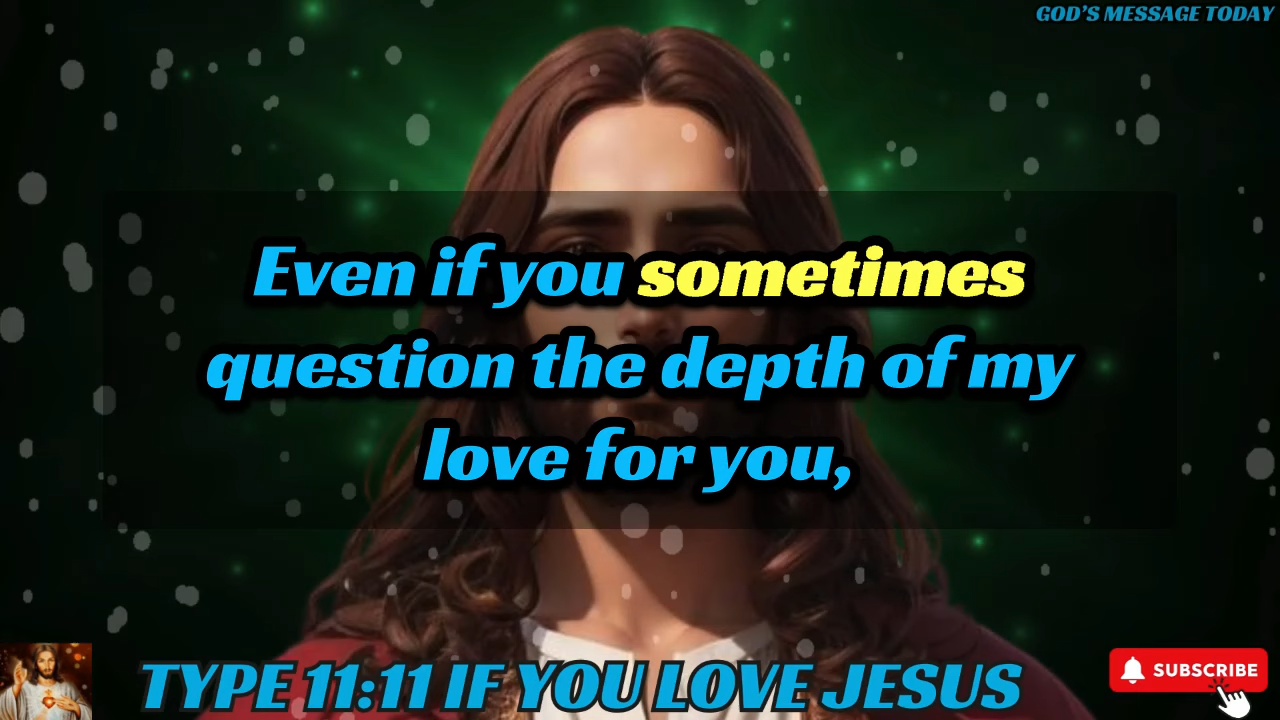 GOD'S MESSAGE TODAY
Even if you sometimes
question the depth of my
love for you,
TYPE 11:11 IF YOU LOVE JESUS
SUBSCRIBE